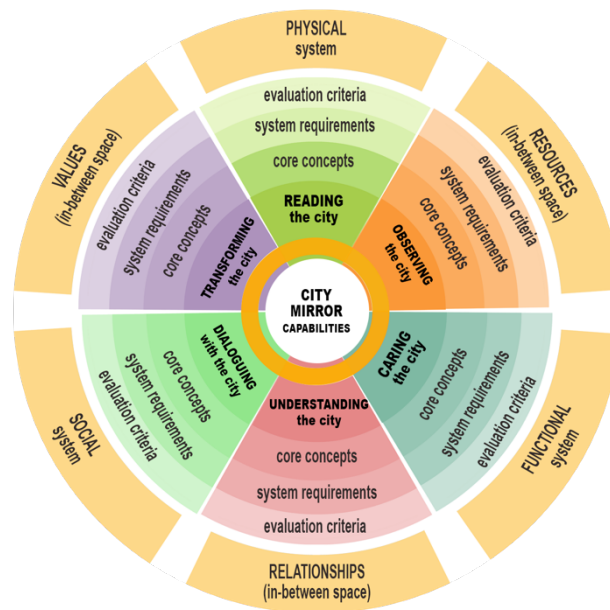 PHYSICAL
system
evaluation criteria
system requirements
core concepts
READING
the city
RESOURCES
(in-between space)
evaluation criteria
system requirements
core concepts
OBSERVING
the city
FUNCTIONAL
system
evaluation criteria
system requirements
core concepts
CARING
the city
UNDERSTANDING
the city
core concepts
system requirements
evaluation criteria
RELATIONSHIPS
(in-between space)
SOCIAL
system
evaluation criteria
system requirements
core concepts
DIALOGUING
with the city
VALUES
(in-between space)
evaluation criteria
system requirements
core concepts
TRANSFORMING
the city
CITY
MIRROR
CAPABILITIES